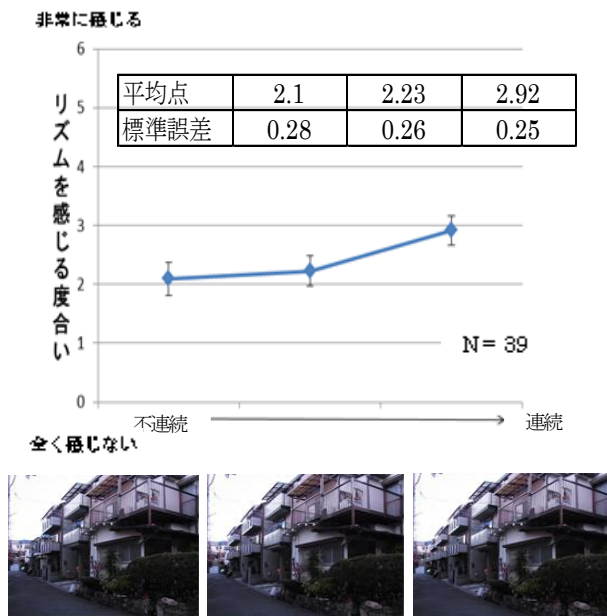 非常に感じる
6
平均点 2.1 2.23 2.92
5
標準誤差 0.28 0.26 0.25
リズムを感じる度合い
4
3
2
1
N= 39
0
不連続 連続
全く感じない